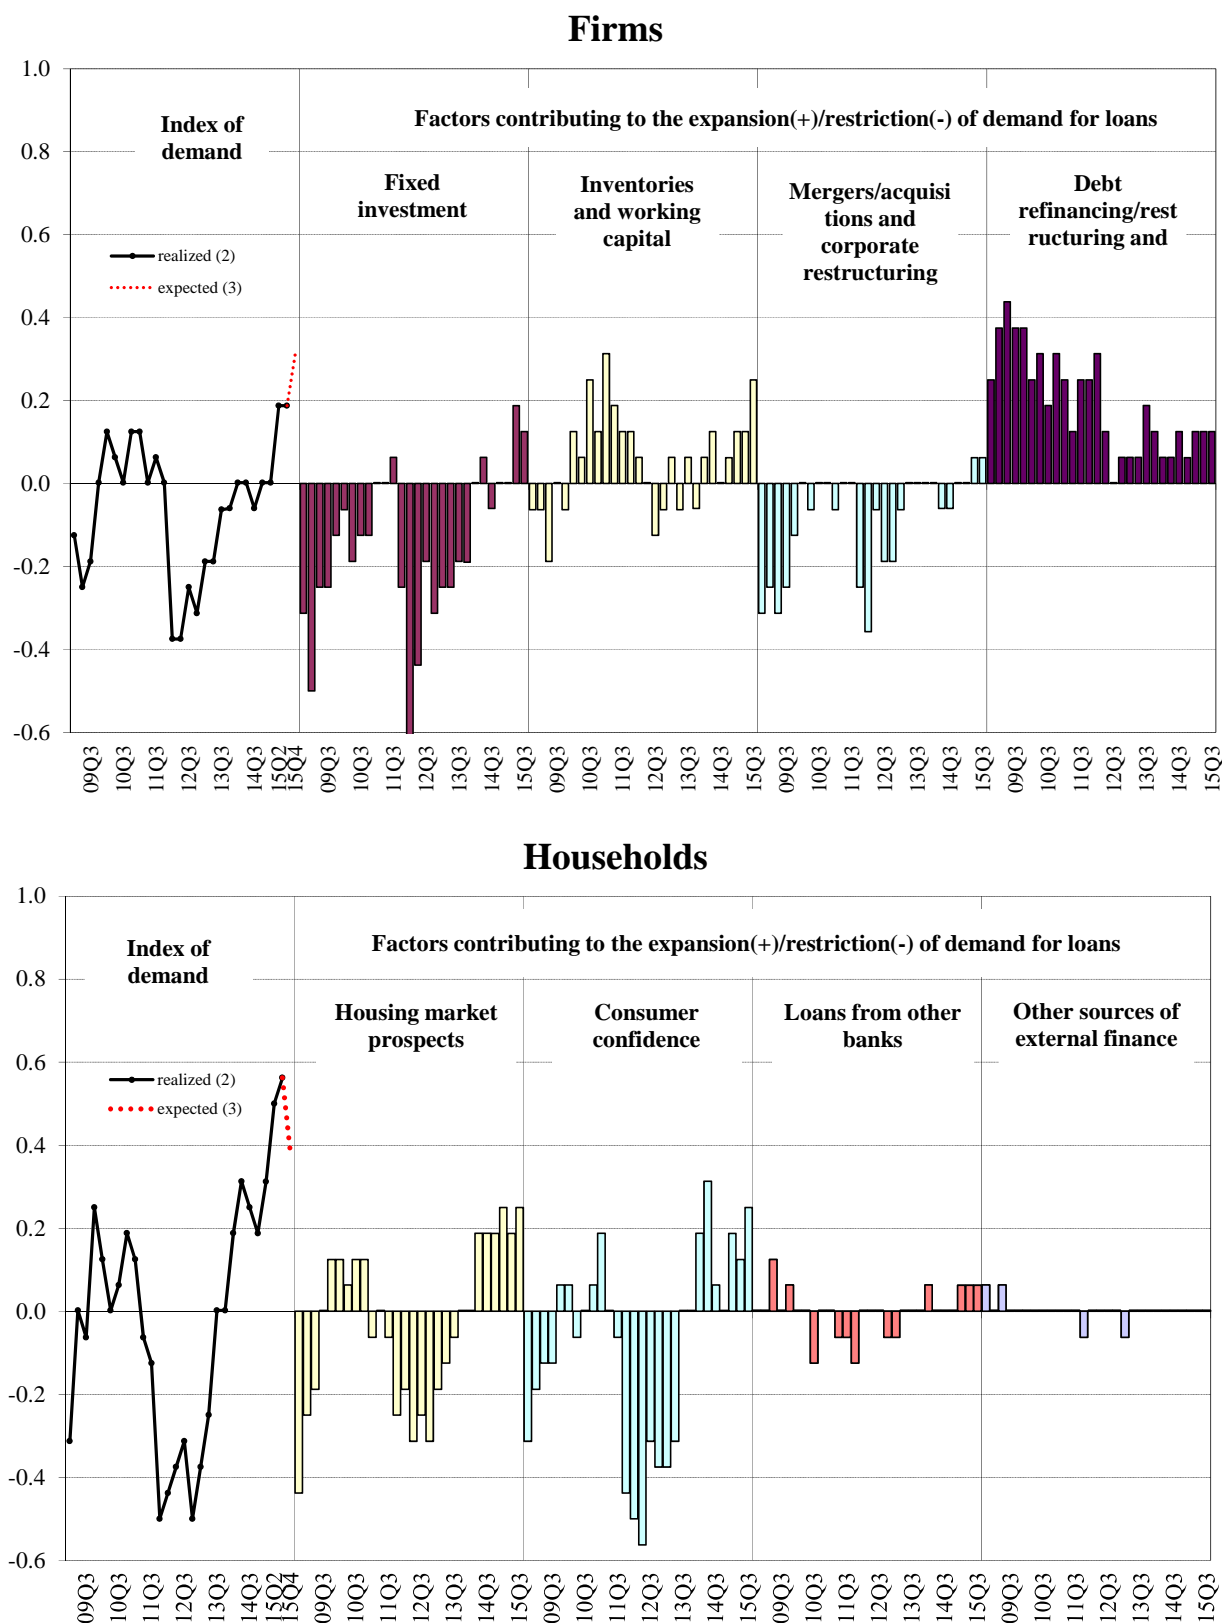 Firms
1.0
0.8
0.6
0.4
0.2
0.0
-0.2
-0.4
-0.6
Index of
demand
Factors contributing to the expansion(+)/restriction(-) of demand for loans
Fixed
investment
Inventories
and working
capital
Mergers/acquisi
tions and
corporate
restructuring
Debt
refinancing/rest
ructuring and
realized (2)
expected (3)
09Q3
10Q3
11Q3
12Q3
13Q3
14Q3
15Q2
15Q4
09Q3
10Q3
11Q3
12Q3
13Q3
14Q3
15Q3
09Q3
10Q3
11Q3
12Q3
13Q3
14Q3
15Q3
09Q3
10Q3
11Q3
12Q3
13Q3
14Q3
15Q3
09Q3
10Q3
11Q3
12Q3
13Q3
14Q3
15Q3
Households
1.0
0.8
0.6
0.4
0.2
0.0
-0.2
-0.4
-0.6
Index of
demand
Factors contributing to the expansion(+)/restriction(-) of demand for loans
Housing market
prospects
Consumer
confidence
Loans from other
banks
Other sources of
external finance
realized (2)
expected (3)
09Q3
10Q3
11Q3
12Q3
13Q3
14Q3
15Q2
15Q4
09Q3
10Q3
11Q3
12Q3
13Q3
14Q3
15Q3
09Q3
10Q3
11Q3
12Q3
13Q3
14Q3
15Q3
09Q3
10Q3
11Q3
12Q3
13Q3
14Q3
15Q3
09Q3
10Q3
11Q3
12Q3
13Q3
14Q3
15Q3